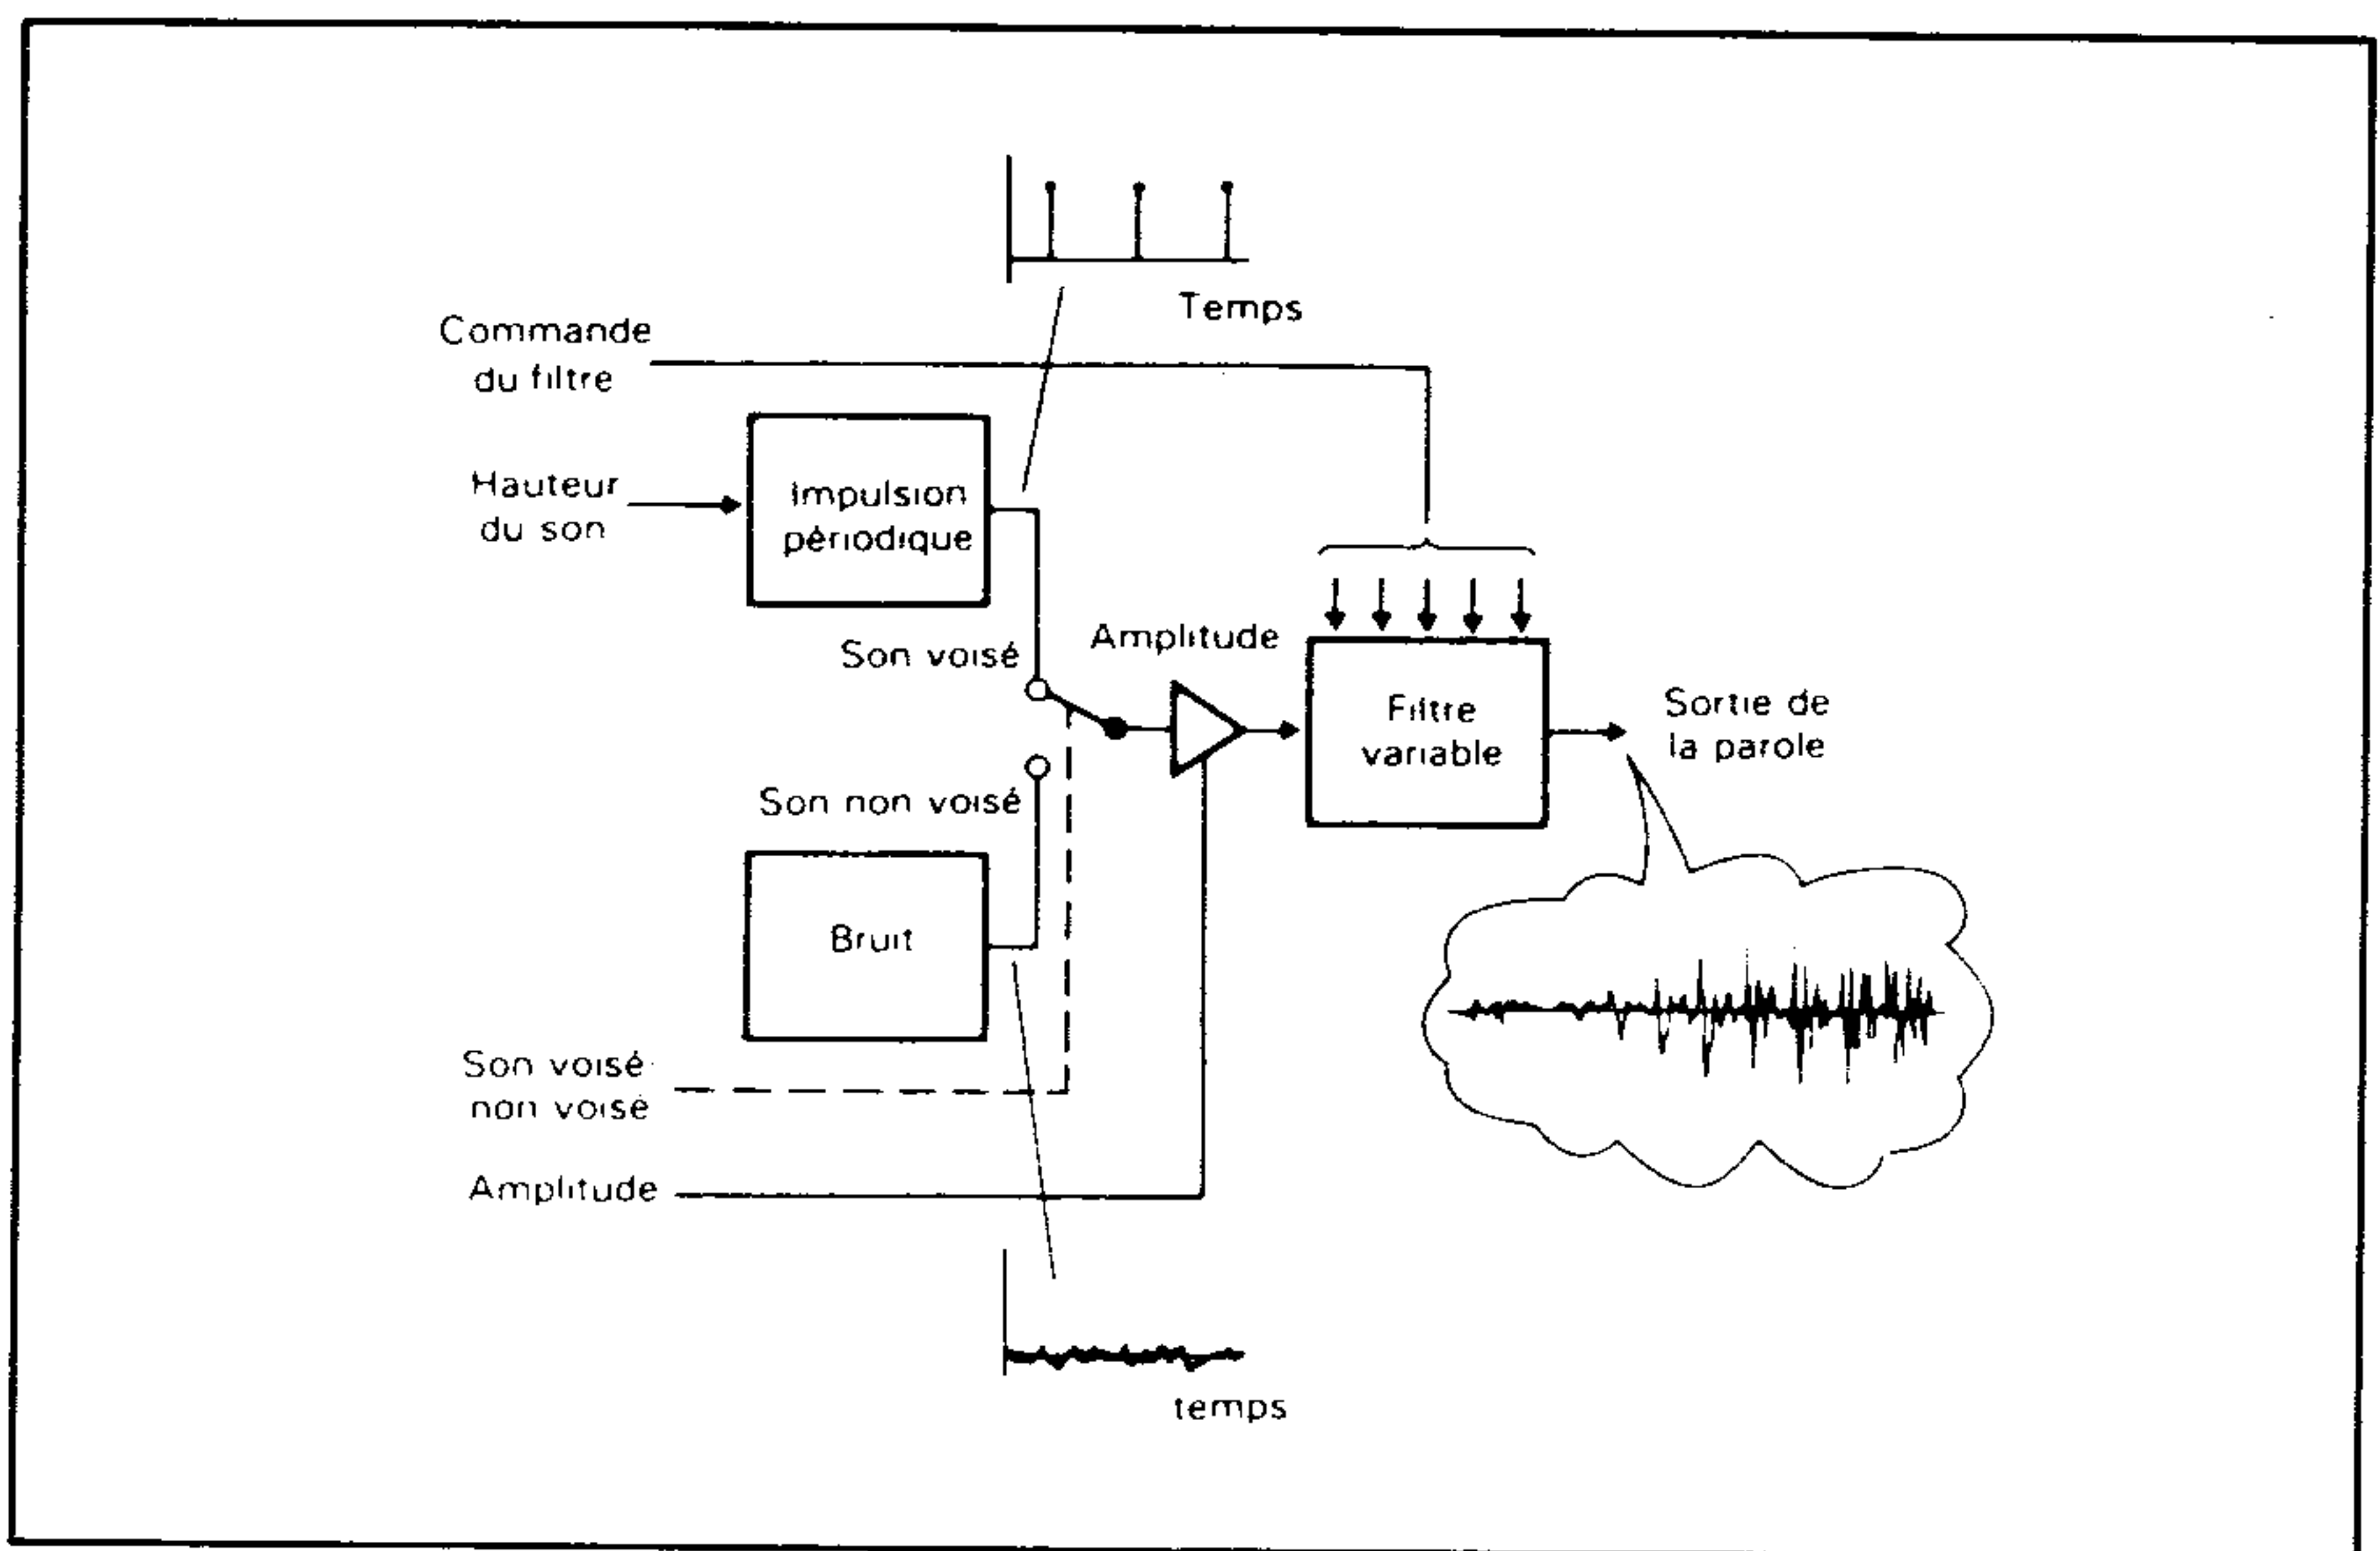 Temps
Commande
du filtre
Hauteur
du son
Impulsion
périodique
Son voisé
Amplitude
Filtre
variable
Sortie de
la parole
Son non voisé
Bruit
Son voisé
non voisé
Amplitude
temps